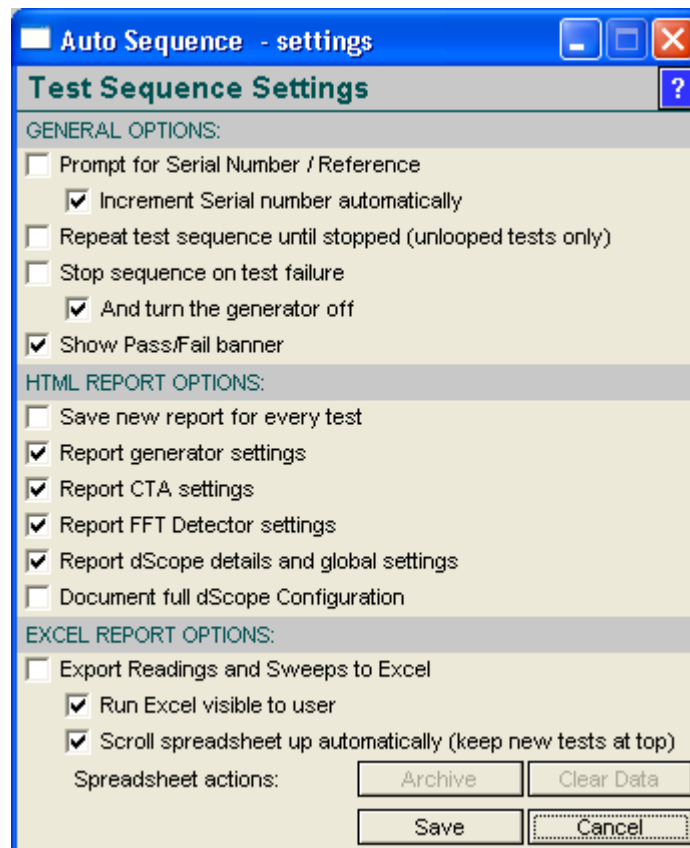 Auto Sequence - settings
Test Sequence Settings ?
GENERAL OPTIONS:
Prompt for Serial Number / Reference
Increment Serial number automatically
Repeat test sequence until stopped (unlooped tests only)
Stop sequence on test failure
And turn the generator off
Show Pass/Fail banner
HTML REPORT OPTIONS:
Save new report for every test
Report generator settings
Report CTA settings
Report FFT Detector settings
Report dScope details and global settings
Document full dScope Configuration
EXCEL REPORT OPTIONS:
Export Readings and Sweeps to Excel
Run Excel visible to user
Scroll spreadsheet up automatically (keep new tests at top)
Spreadsheet actions: Archive Clear Data
Save Cancel